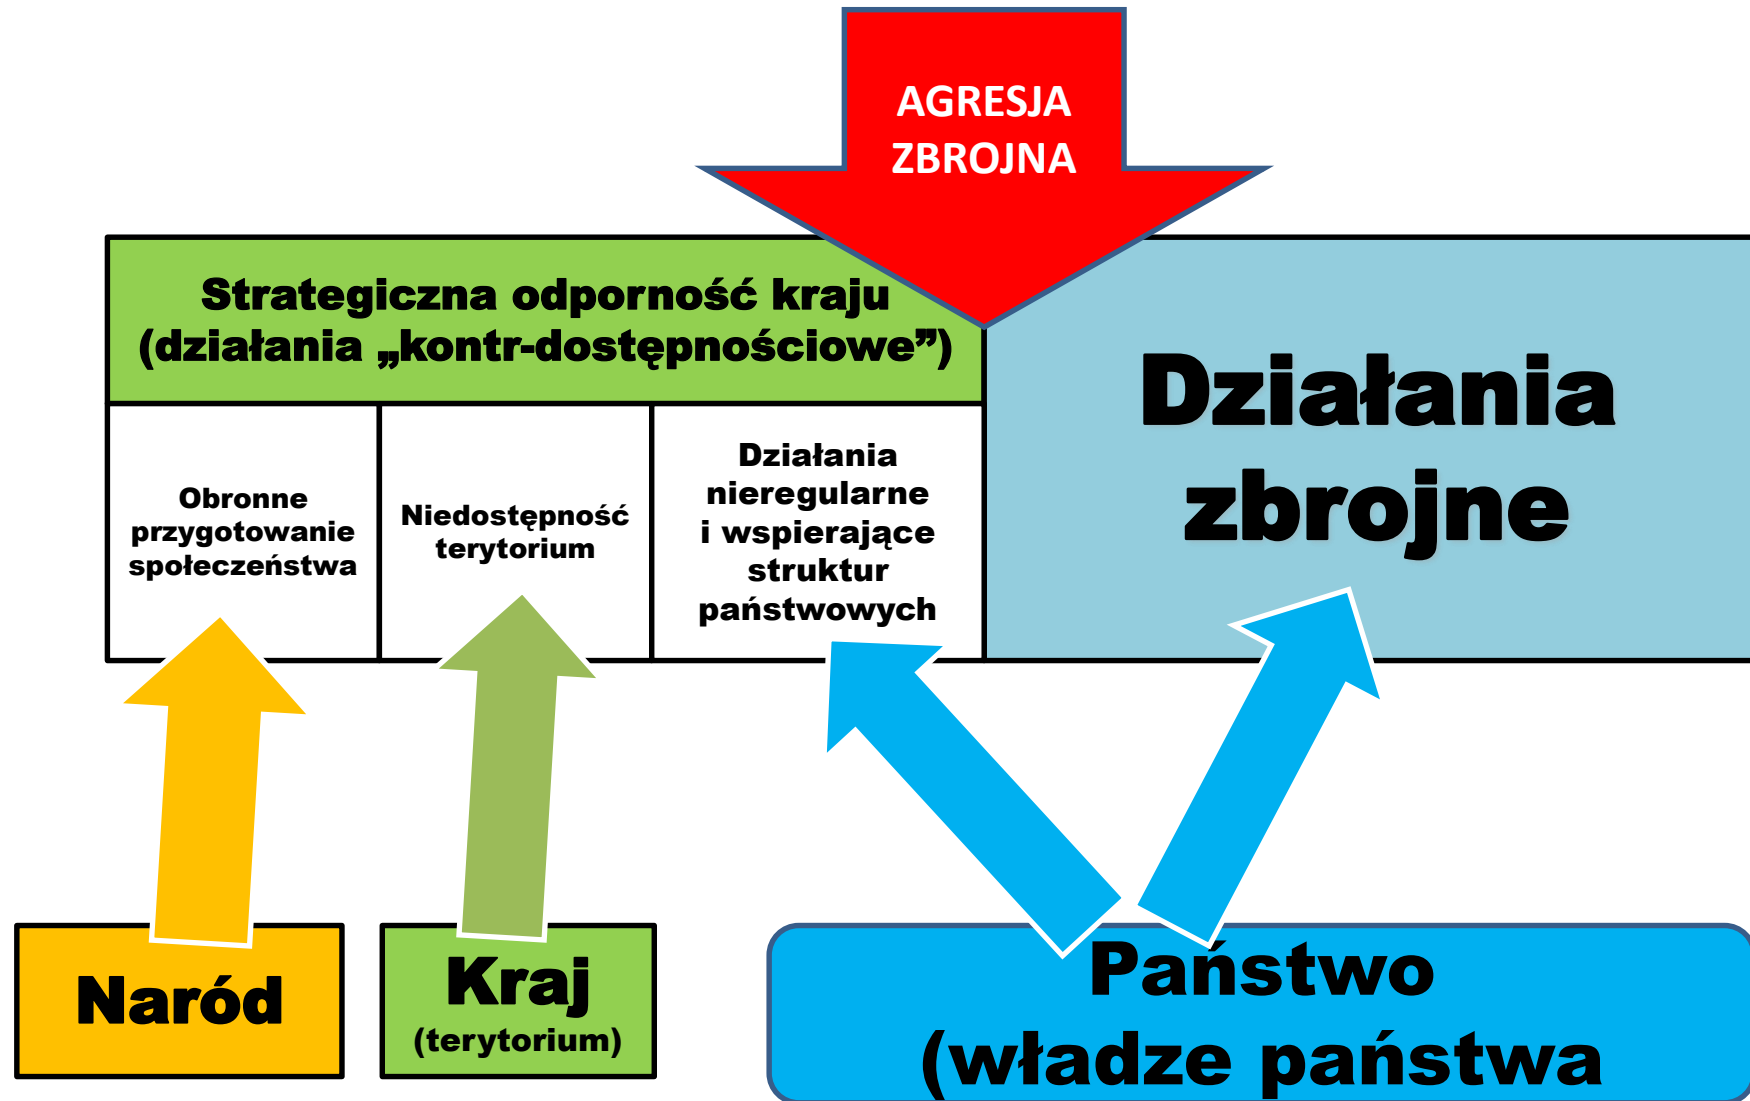 AGRESJA
ZBROJNA
Strategiczna odporność kraju
(działania „kontr-dostępnościowe”)
Działania
zbrojne
Obronne
przygotowanie
społeczeństwa
Niedostępność
terytorium
Działania
nieregularne
i wspierające
struktur
państwowych
Naród
Kraj
(terytorium)
Państwo
(władze państwa